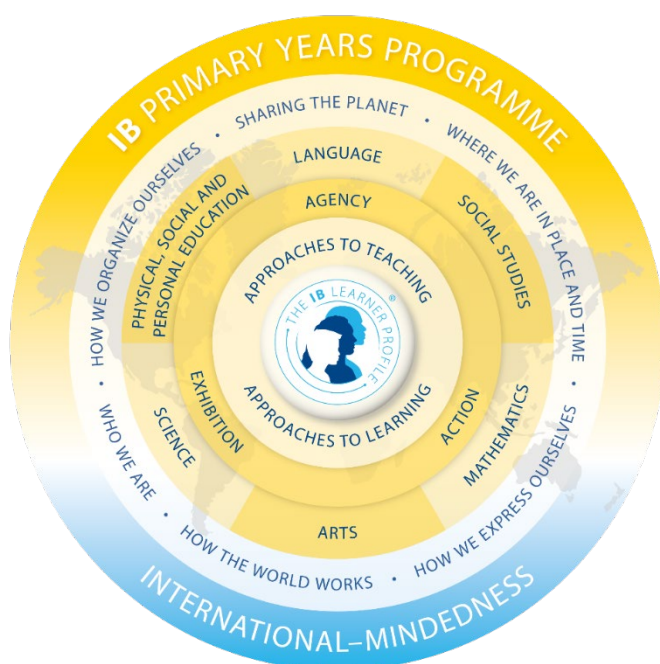 IB PRIMARY YEARS PROGRAMME
SHARING THE PLANET
•
WHERE WE ARE IN PLACE AND TIME
•
HOW WE EXPRESS OURSELVES
•
HOW THE WORLD WORKS
•
WHO WE ARE
•
HOW WE ORGANIZE OURSELVES
•
LANGUAGE
SOCIAL STUDIES
MATHEMATICS
ARTS
SCIENCE
PHYSICAL, SOCIAL AND
PERSONAL EDUCATION
AGENCY
ACTION
EXHIBITION
APPROACHES TO TEACHING
THE IB LEARNER PROFILE
®
APPROACHES TO LEARNING
INTERNATIONAL–MINDEDNESS